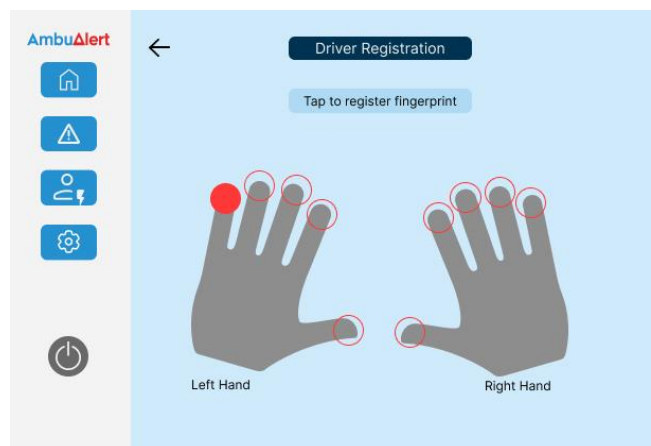 AmbuAlert
Driver Registration
Tap to register fingerprint
Left Hand
Right Hand